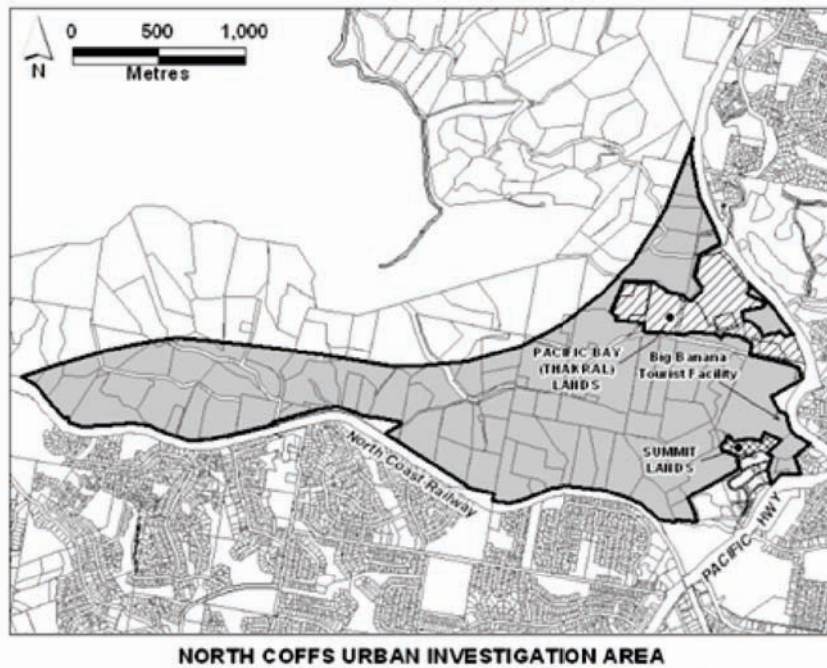 0 500 1,000
Metres
N
PACIFIC BAY
(THAKRAL)
LANDS
Big Banana
Tourist Facility
SUMMIT
LANDS
North Coast Railway
PACIFIC HWY
NORTH COFFS URBAN INVESTIGATION AREA